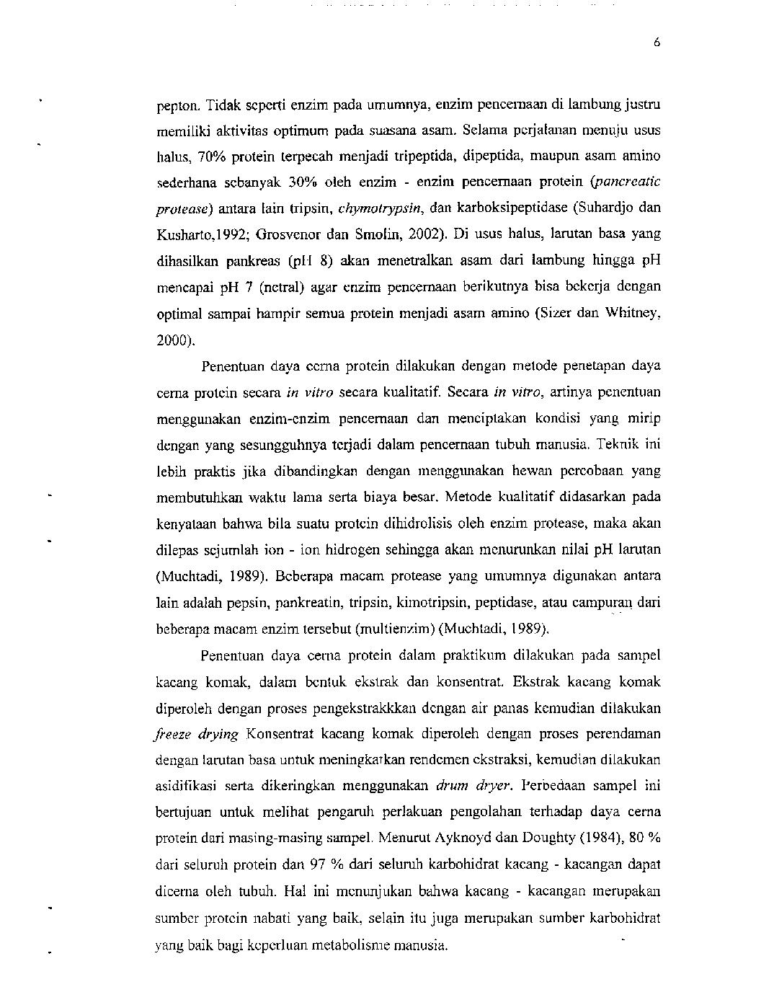 6
pepton. Tidak seperti enzim pada umumnya, enzim pencernaan di lambung justru
memiliki aktivitas optimum pada suasana asam. Selama perjalanan menuju usus
halus, 70% protein terpecah menjadi tripeptida, dipeptida, maupun asam amino
sederhana sebanyak 30% oleh enzim - enzim pencernaan protein (pancreatic
protease) antara lain tripsin, chymotrypsin, dan karboksipeptidase (Suhardjo dan
Kusharto,1992; Grosvenor dan Smolin, 2002). Di usus halus, larutan basa yang
dihasilkan pankreas (pH 8) akan menetralkan asam dari lambung hingga pH
mencapai pH 7 (netral) agar enzim pencernaan berikutnya bisa bekerja dengan
optimal sampai hampir semua protein menjadi asam amino (Sizer dan Whitney,
2000).
Penentuan daya cerna protein dilakukan dengan metode penetapan daya
cerna protein secara in vitro secara kualitatif. Secara in vitro, artinya penentuan
menggunakan enzim-enzim pencernaan dan menciptakan kondisi yang mirip
dengan yang sesungguhnya terjadi dalam pencernaan tubuh manusia. Teknik ini
lebih praktis jika dibandingkan dengan menggunakan hewan percobaan yang
membutuhkan waktu lama serta biaya besar. Metode kualitatif didasarkan pada
kenyataan bahwa bila suatu protein dihidrolisis oleh enzim protease, maka akan
dilepas sejumlah ion - ion hidrogen sehingga akan menurunkan nilai pH larutan
(Muchtadi, 1989). Beberapa macam protease yang umumnya digunakan antara
lain adalah pepsin, pankreatin, tripsin, kimotripsin, peptidase, atau campuran dari
beberapa macam enzim tersebut (multienzim) (Muchtadi, 1989).
Penentuan daya cerna protein dalam praktikum dilakukan pada sampel
kacang komak, dalam bentuk ekstrak dan konsentrat. Ekstrak kacang komak
diperoleh dengan proses pengekstrakkkan dengan air panas kemudian dilakukan
freeze drying Konsentrat kacang komak diperoleh dengan proses perendaman
dengan larutan basa untuk meningkatkan rendemen ekstraksi, kemudian dilakukan
asidifikasi serta dikeringkan menggunakan drum dryer. Perbedaan sampel ini
bertujuan untuk melihat pengaruh perlakuan pengolahan terhadap daya cerna
protein dari masing-masing sampel. Menurut Ayknoyd dan Doughty (1984), 80 %
dari seluruh protein dan 97 % dari seluruh karbohidrat kacang - kacangan dapat
dicerna oleh tubuh. Hal ini menunjukan bahwa kacang - kacangan merupakan
sumber protein nabati yang baik, selain itu juga merupakan sumber karbohidrat
yang baik bagi keperluan metabolisme manusia.